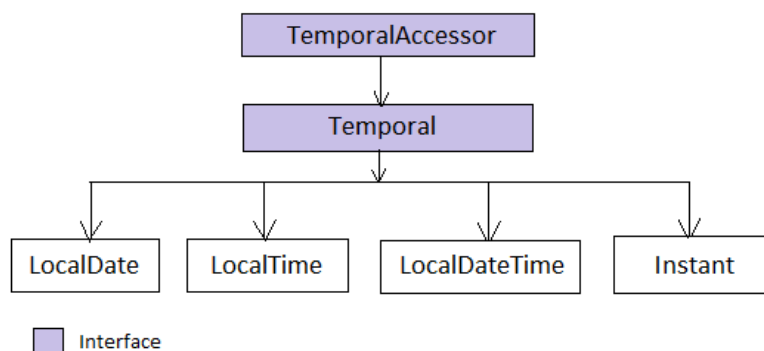 TemporalAccessor
Temporal
LocalDate LocalTime LocalDateTime Instant
Interface